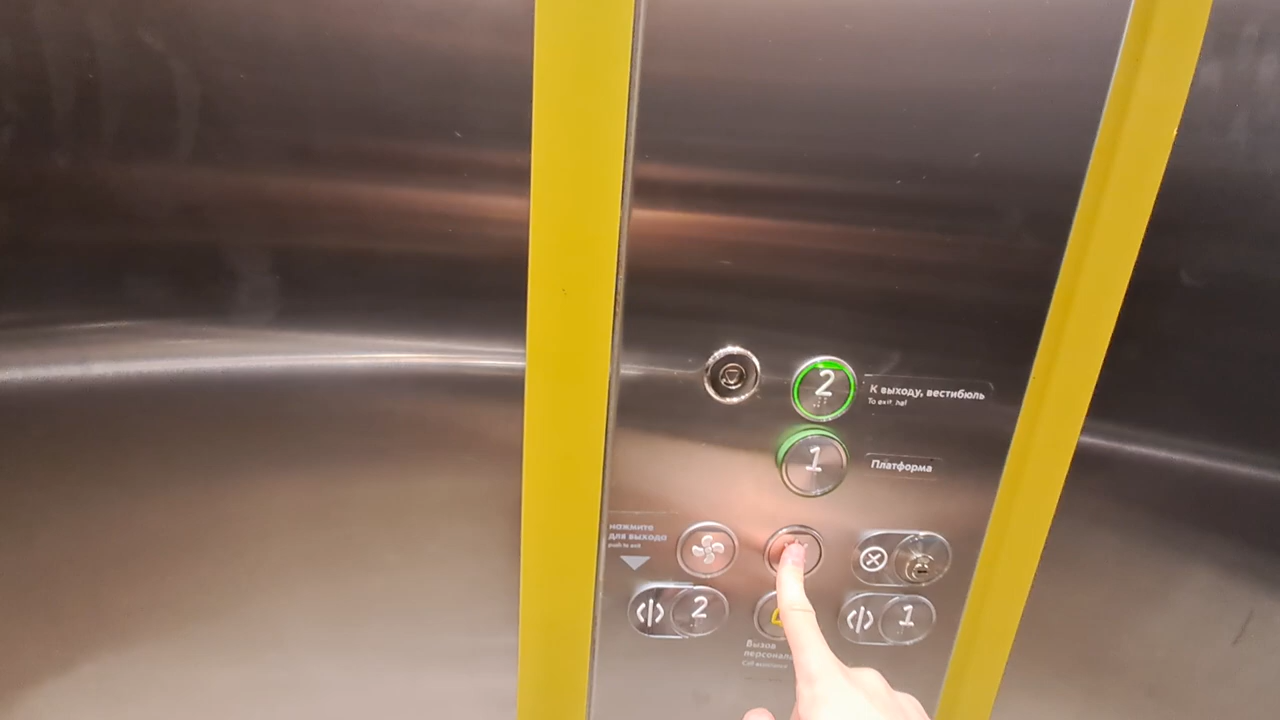 2
К выходу, вестибюль
To exit, hall
1
Платформа
нажмите
для выхода
push to exit
2
1
Вызов
персонала
Call assistance